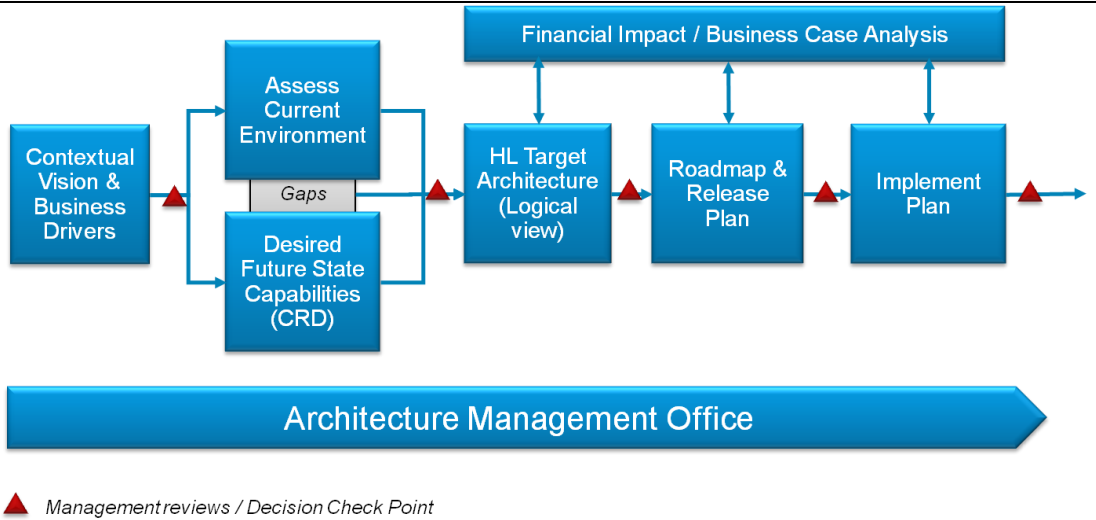 Financial Impact / Business Case Analysis
Assess
Current
Environment
Contextual
Vision &
Business
Drivers
Gaps
Desired
Future State
Capabilities
(CRD)
HL Target
Architecture
(Logical
view)
Roadmap &
Release
Plan
Implement
Plan
Architecture Management Office
Management reviews / Decision Check Point